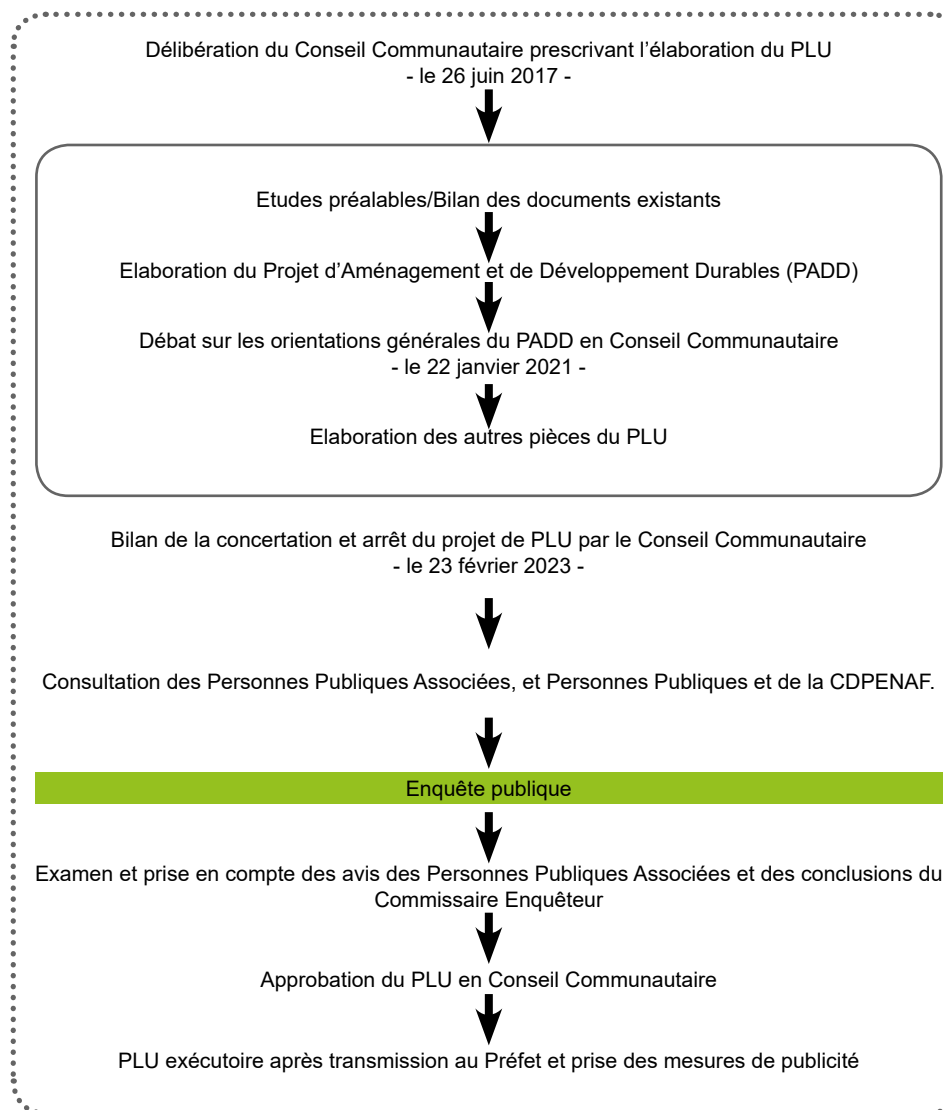 Délibération du Conseil Communautaire prescrivant l'élaboration du PLU
- le 26 juin 2017 -
Etudes préalables/Bilan des documents existants
Elaboration du Projet d'Aménagement et de Développement Durables (PADD)
Débat sur les orientations générales du PADD en Conseil Communautaire
- le 22 janvier 2021 -
Elaboration des autres pièces du PLU
Bilan de la concertation et arrêt du projet de PLU par le Conseil Communautaire
- le 23 février 2023 -
Consultation des Personnes Publiques Associées, et Personnes Publiques et de la CDPENAF.
Enquête publique
Examen et prise en compte des avis des Personnes Publiques Associées et des conclusions du
Commissaire Enquêteur
Approbation du PLU en Conseil Communautaire
PLU exécutoire après transmission au Préfet et prise des mesures de publicité